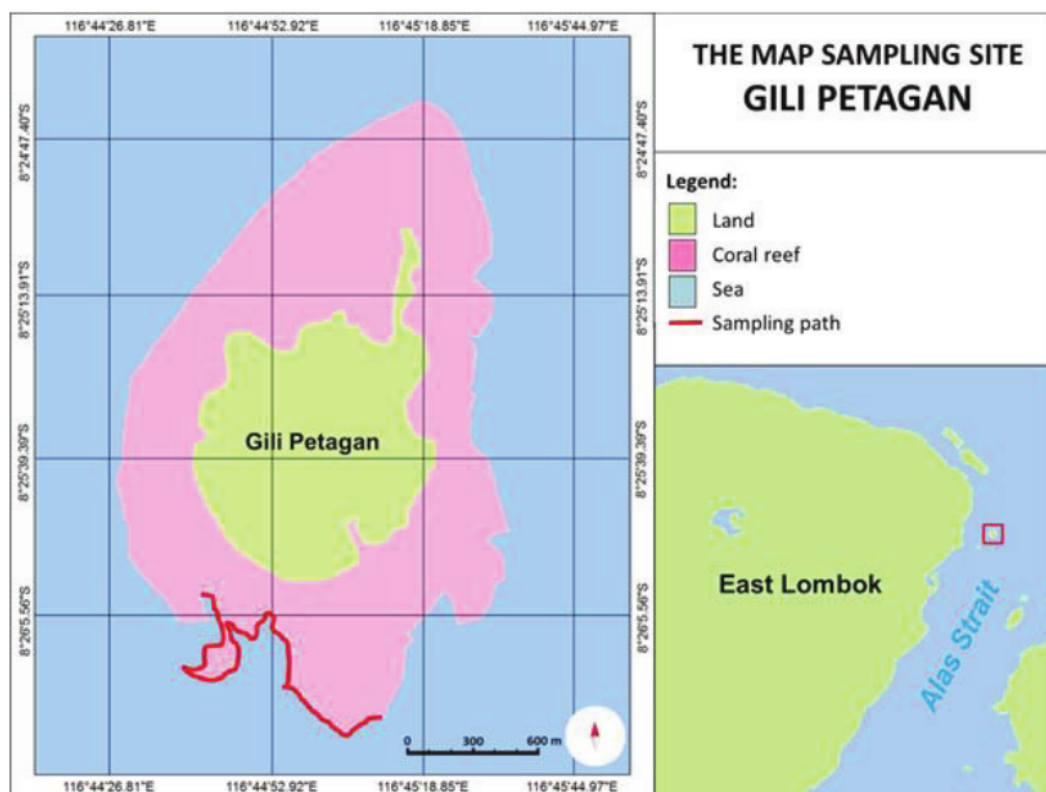 116°44'26.81"E 116°44'52.92"E 116°45'18.85"E 116°45'44.97"E
8°24'47.40"S
8°25'13.91"S
8°25'39.39"S
8°26'5.56"S
Gili Petagan
0 300 600 m
8°24'47.40"S
8°25'13.91"S
8°25'39.39"S
8°26'5.56"S
116°44'26.81"E 116°44'52.92"E 116°45'18.85"E 116°45'44.97"E
THE MAP SAMPLING SITE
GILI PETAGAN
Legend:
Land
Coral reef
Sea
Sampling path
East Lombok
Alas Strait